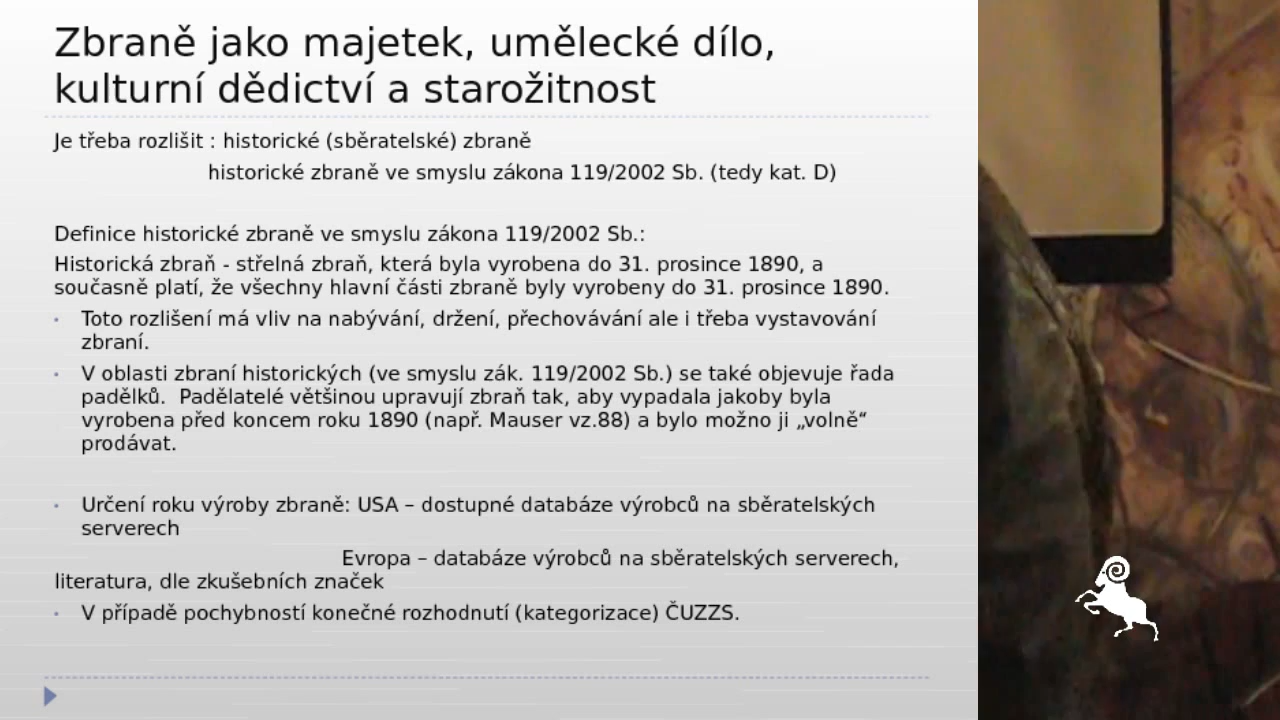 Zbraně jako majetek, umělecké dílo,
kulturní dědictví a starožitnost
Je třeba rozlišit : historické (sběratelské) zbraně
historické zbraně ve smyslu zákona 119/2002 Sb. (tedy kat. D)
Definice historické zbraně ve smyslu zákona 119/2002 Sb.:
Historická zbraň - střelná zbraň, která byla vyrobena do 31. prosince 1890, a
současně platí, že všechny hlavní části zbraně byly vyrobeny do 31. prosince 1890.
• Toto rozlišení má vliv na nabývání, držení, přechovávání ale i třeba vystavování
zbraní.
• V oblasti zbraní historických (ve smyslu zák. 119/2002 Sb.) se také objevuje řada
padělků.  Padělatelé většinou upravují zbraň tak, aby vypadala jakoby byla
vyrobena před koncem roku 1890 (např. Mauser vz.88) a bylo možno ji „volně“
prodávat.
• Určení roku výroby zbraně: USA – dostupné databáze výrobců na sběratelských
serverech
Evropa – databáze výrobců na sběratelských serverech,
literatura, dle zkušebních značek
• V případě pochybností konečné rozhodnutí (kategorizace) ČUZZS.